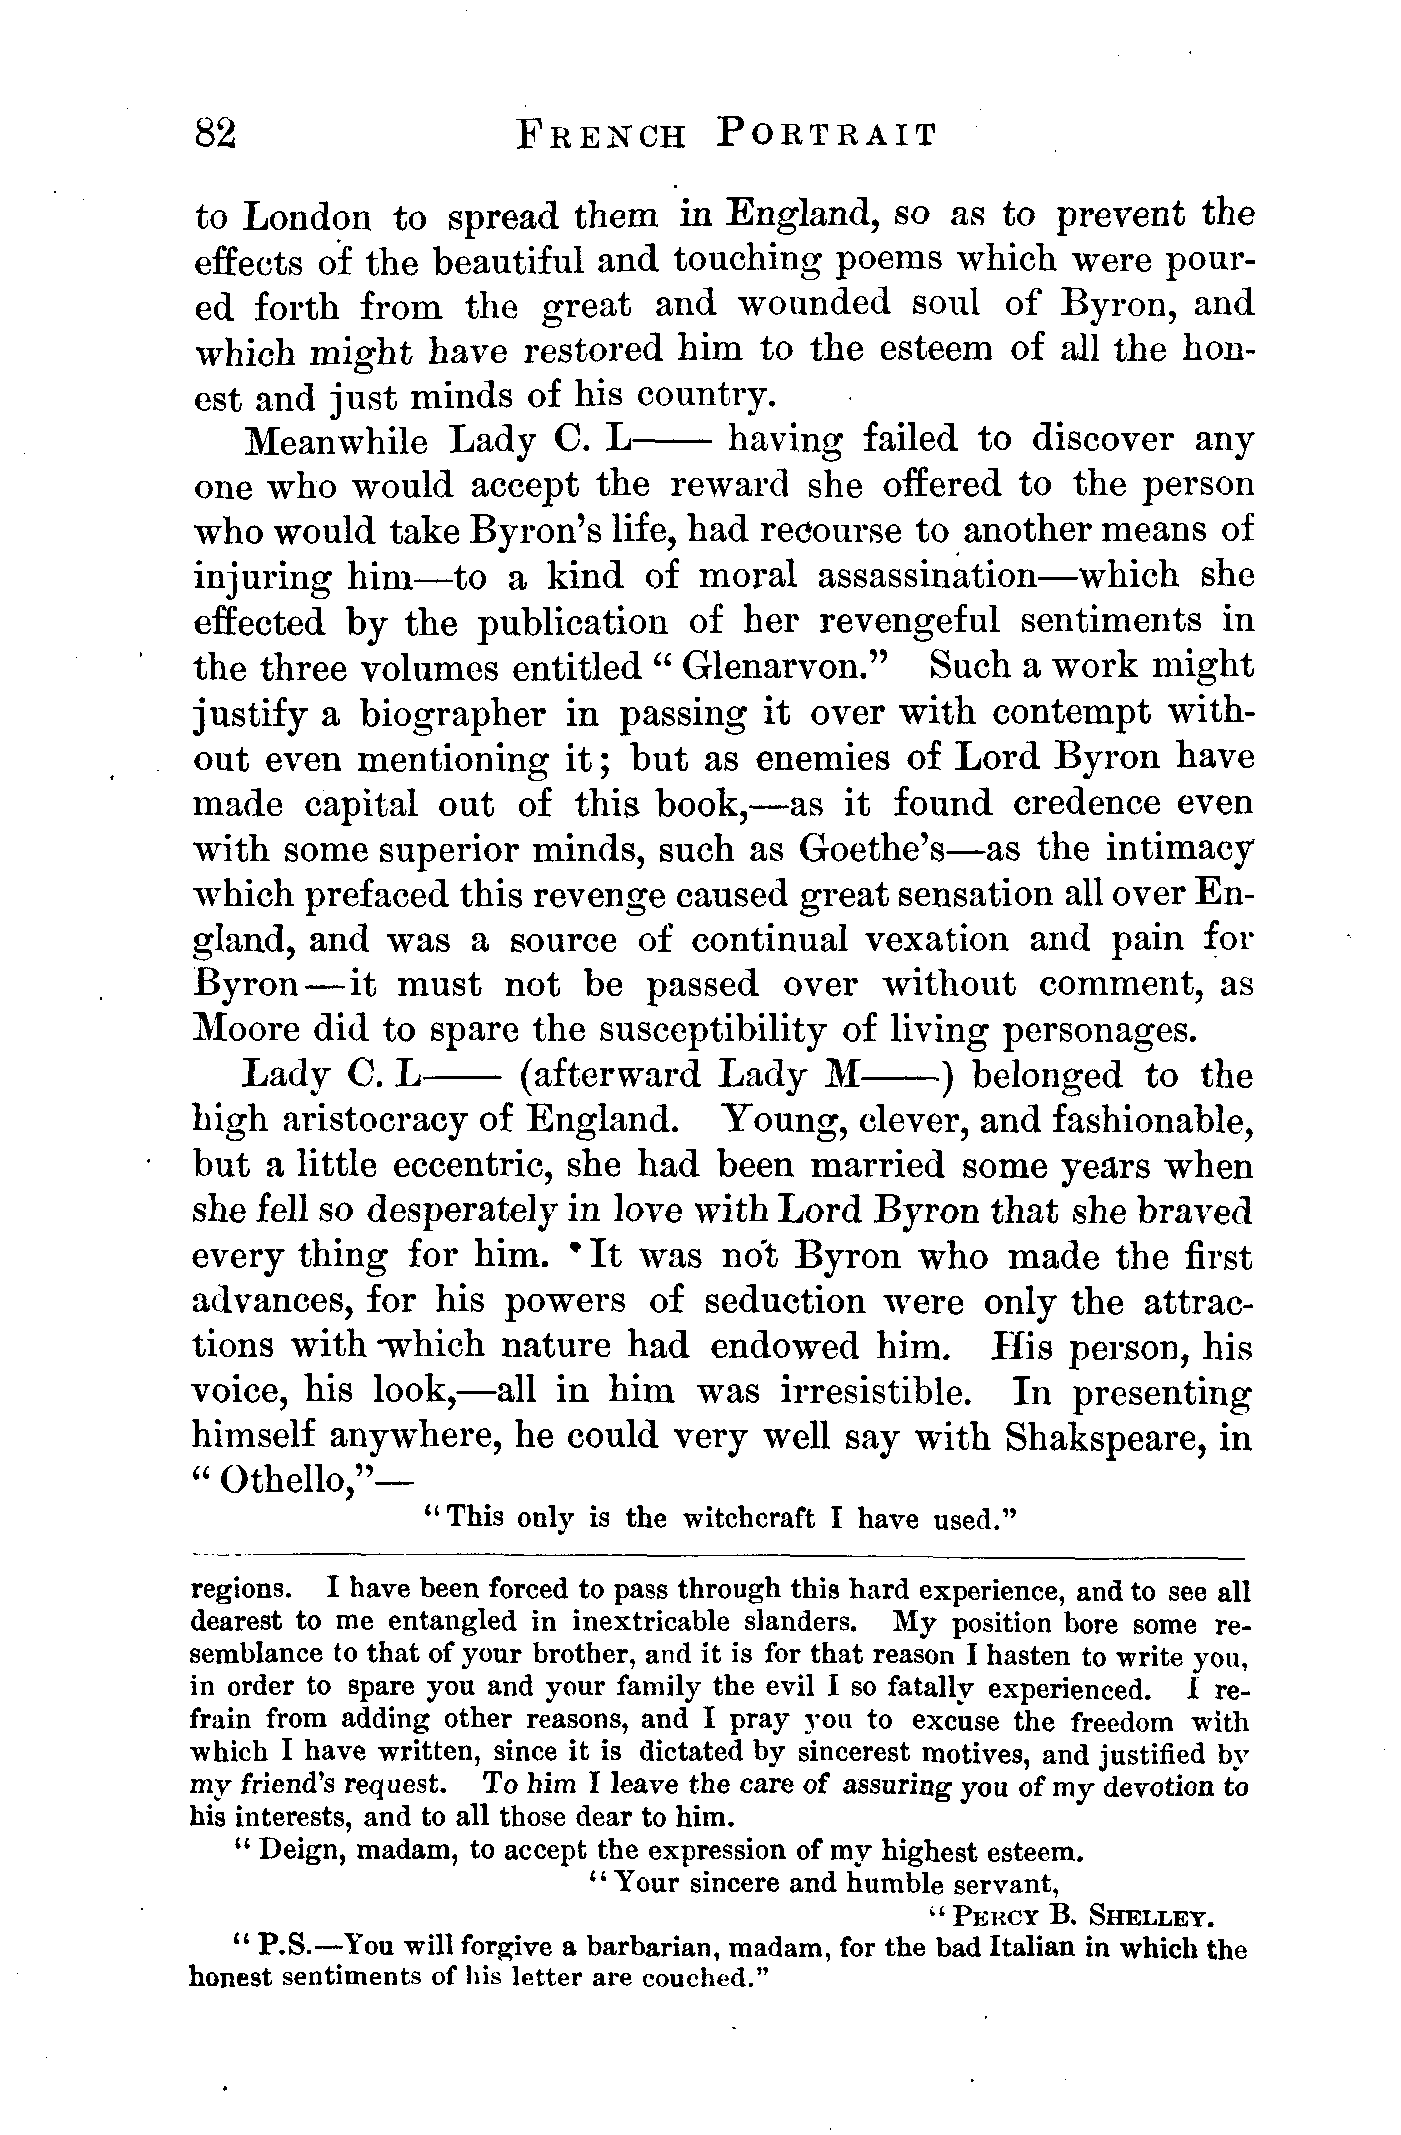 82 FRENCH PORTRAIT
to London to spread them in England, so as to prevent the
effects of the beautiful and touching poems which were pour-
ed forth from the great and wounded soul of Byron, and
which might have restored him to the esteem of all the hon-
est and just minds of his country.
Meanwhile Lady C. L—— having failed to discover any
one who would accept the reward she offered to the person
who would take Byron's life, had recourse to another means of
injuring him—to a kind of moral assassination—which she
effected by the publication of her revengeful sentiments in
the three volumes entitled “Glenarvon.” Such a work might
justify a biographer in passing it over with contempt with-
out even mentioning it; but as enemies of Lord Byron have
made capital out of this book,—as it found credence even
with some superior minds, such as Goethe's—as the intimacy
which prefaced this revenge caused great sensation all over En-
gland, and was a source of continual vexation and pain for
Byron—it must not be passed over without comment, as
Moore did to spare the susceptibility of living personages.
Lady C. L—— (afterward Lady M——) belonged to the
high aristocracy of England. Young, clever, and fashionable,
but a little eccentric, she had been married some years when
she fell so desperately in love with Lord Byron that she braved
every thing for him. It was not Byron who made the first
advances, for his powers of seduction were only the attrac-
tions with which nature had endowed him. His person, his
voice, his look,—all in him was irresistible. In presenting
himself anywhere, he could very well say with Shakspeare, in
“Othello,”—
“This only is the witchcraft I have used.”
regions. I have been forced to pass through this hard experience, and to see all
dearest to me entangled in inextricable slanders. My position bore some re-
semblance to that of your brother, and it is for that reason I hasten to write you,
in order to spare you and your family the evil I so fatally experienced. I re-
frain from adding other reasons, and I pray you to excuse the freedom with
which I have written, since it is dictated by sincerest motives, and justified by
my friend's request. To him I leave the care of assuring you of my devotion to
his interests, and to all those dear to him.
“Deign, madam, to accept the expression of my highest esteem.
“Your sincere and humble servant,
“PERCY B. SHELLEY.
“P.S.—You will forgive a barbarian, madam, for the bad Italian in which the
honest sentiments of his letter are couched.”